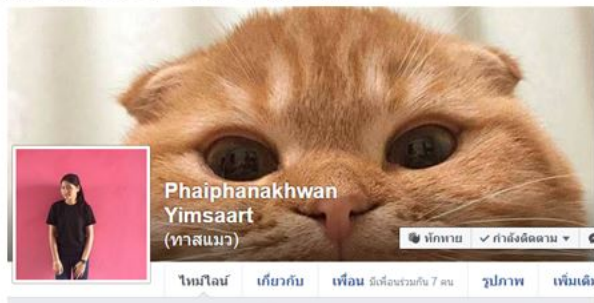 Phaiphanakhwan
Yimsaart
(ทาสแมว)
ทักทาย กำลังติดตาม
ไทม์ไลน์ เกี่ยวกับ เพื่อน มีเพื่อนร่วมกัน 7 คน รูปภาพ เพิ่มเติม